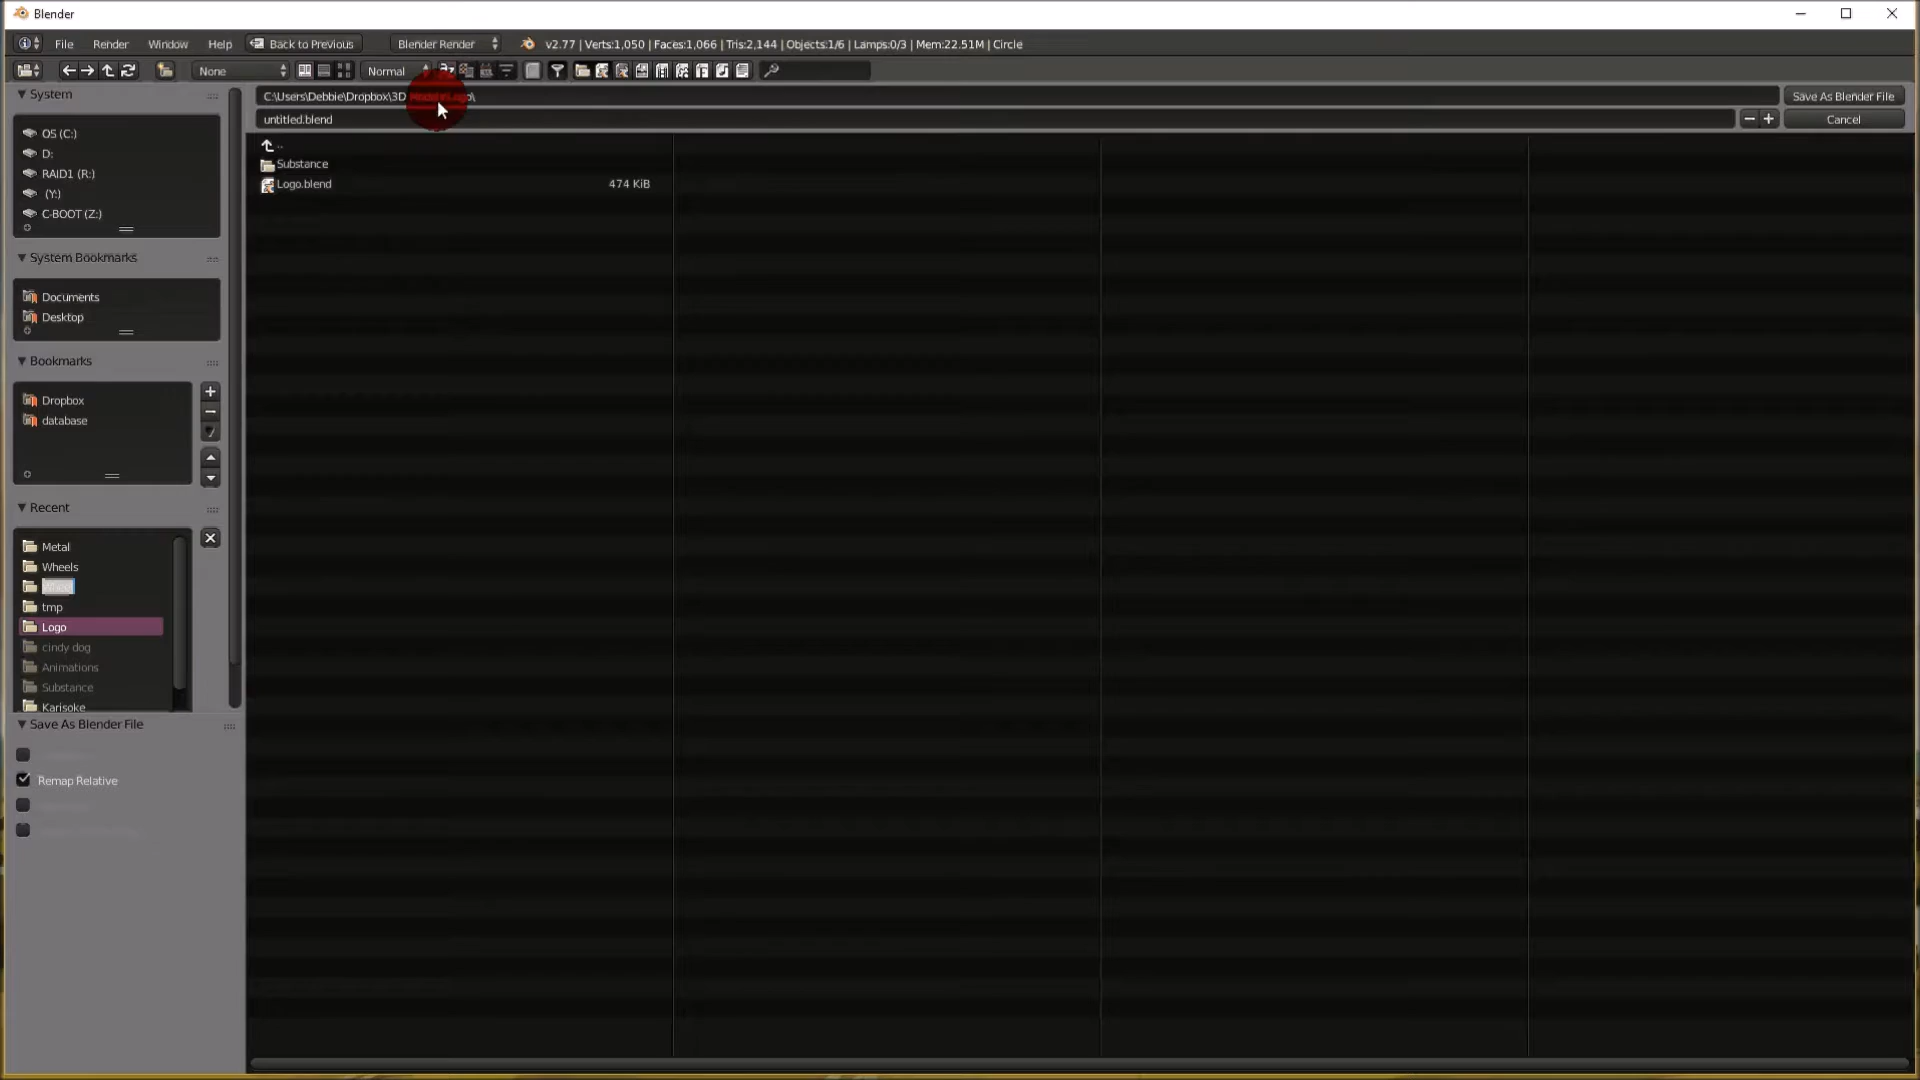 Blender
File Render Window Help Back to Previous Blender Render v2.77 | Verts:1,050 | Faces:1,066 | Tris:2,144 | Objects:1/6 | Lamps:0/3 | Mem:22.51M | Circle
None Normal
System
C:\Users\Debbie\Dropbox\3D
Save As Blender File
untitled.blend
Cancel
OS (C:)
D:
RAID1 (R:)
(Y:)
C-BOOT (Z:)
..
Substance
Logo.blend 474 KiB
System Bookmarks
Documents
Desktop
Bookmarks
Dropbox
database
Recent
Metal
Wheels
tmp
Logo
cindy dog
Animations
Substance
Karisoke
Save As Blender File
Remap Relative